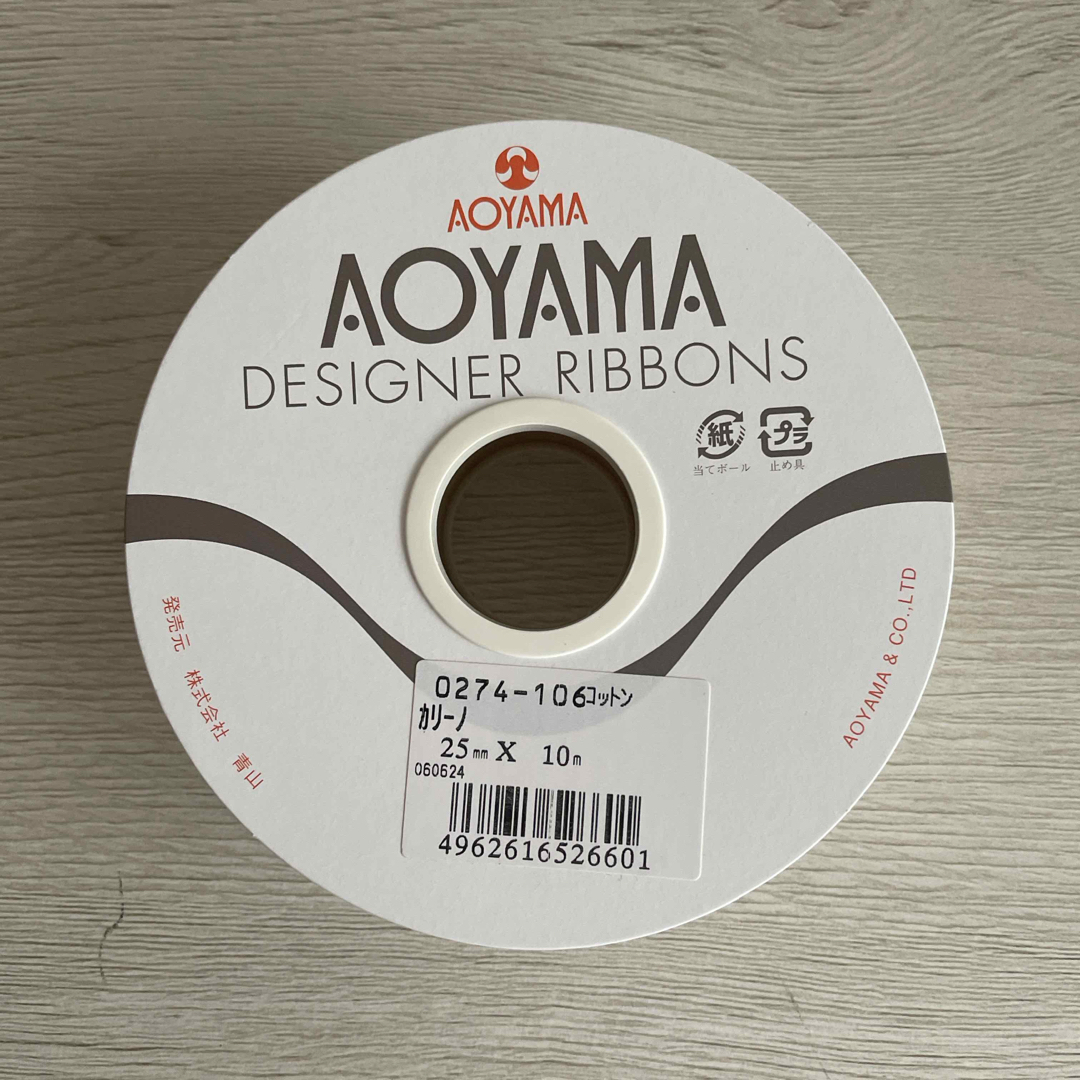 AOYAMA
AOYAMA
DESIGNER RIBBONS
紙
プラ
当てボール
止め具
発売元 株式会社 青山
AOYAMA & CO.,LTD
0274-106コットン
カリーノ
25mm X 10m
060624
4962616526601